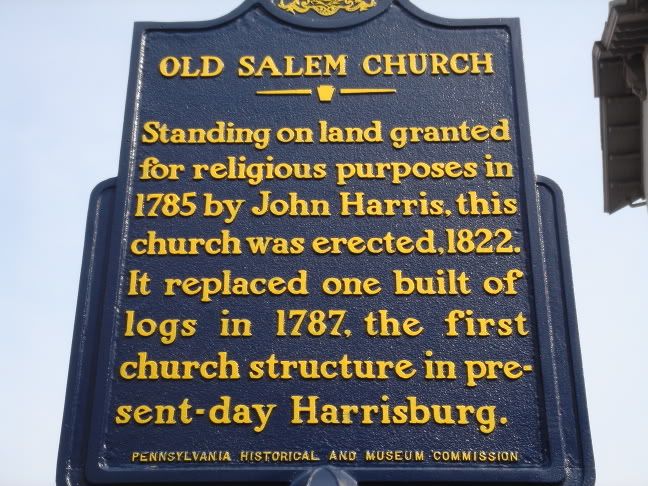 OLD SALEM CHURCH
Standing on land granted
for religious purposes in
1785 by John Harris, this
church was erected, 1822.
It replaced one built of
logs in 1787, the first
church structure in pre-
sent-day Harrisburg.
PENNSYLVANIA HISTORICAL AND MUSEUM COMMISSION